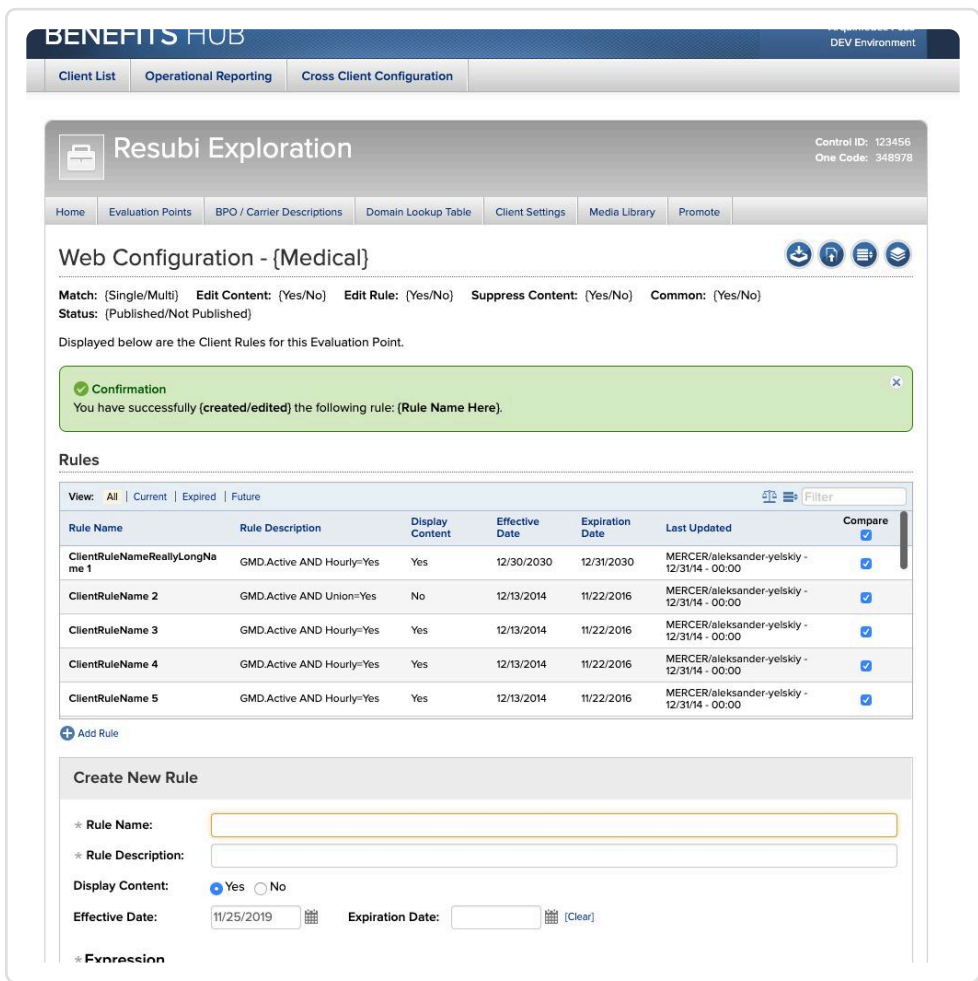 BENEFITS HUB
DEV Environment
Client List Operational Reporting Cross Client Configuration
Resubi Exploration
Control ID: 123456
One Code: 348978
Home Evaluation Points BPO / Carrier Descriptions Domain Lookup Table Client Settings Media Library Promote
Web Configuration - {Medical}
Match: {Single/Multi} Edit Content: {Yes/No} Edit Rule: {Yes/No} Suppress Content: {Yes/No} Common: {Yes/No}
Status: {Published/Not Published}
Displayed below are the Client Rules for this Evaluation Point.
Confirmation
You have successfully {created/edited} the following rule: {Rule Name Here}.
Rules
View: All | Current | Expired | Future Filter
Rule Name Rule Description Display Content Effective Date Expiration Date Last Updated Compare
ClientRuleNameReallyLongName 1 GMD.Active AND Hourly=Yes Yes 12/30/2030 12/31/2030 MERCER/aleksander-yelskiy - 12/31/14 - 00:00
ClientRuleName 2 GMD.Active AND Union=Yes No 12/13/2014 11/22/2016 MERCER/aleksander-yelskiy - 12/31/14 - 00:00
ClientRuleName 3 GMD.Active AND Hourly=Yes Yes 12/13/2014 11/22/2016 MERCER/aleksander-yelskiy - 12/31/14 - 00:00
ClientRuleName 4 GMD.Active AND Hourly=Yes Yes 12/13/2014 11/22/2016 MERCER/aleksander-yelskiy - 12/31/14 - 00:00
ClientRuleName 5 GMD.Active AND Hourly=Yes Yes 12/13/2014 11/22/2016 MERCER/aleksander-yelskiy - 12/31/14 - 00:00
Add Rule
Create New Rule
* Rule Name:
* Rule Description:
Display Content: Yes No
Effective Date: 11/25/2019 Expiration Date: [Clear]
* Expression